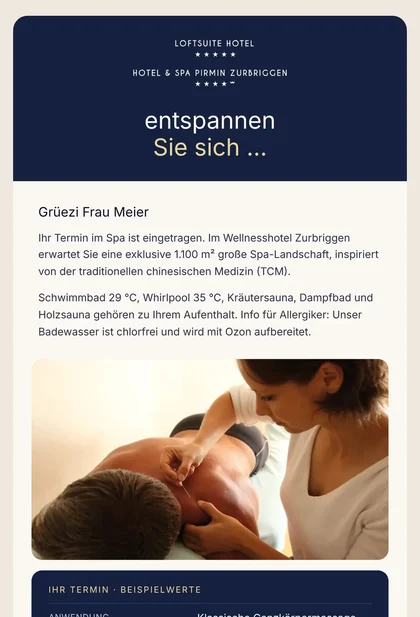 LOFTSUITE HOTEL
★★★★★
HOTEL & SPA PIRMIN ZURBRIGGEN
★★★★
entspannen
Sie sich ...
Grüezi Frau Meier
Ihr Termin im Spa ist eingetragen. Im Wellnesshotel Zurbriggen
erwartet Sie eine exklusive 1.100 m² große Spa-Landschaft, inspiriert
von der traditionellen chinesischen Medizin (TCM).
Schwimmbad 29 °C, Whirlpool 35 °C, Kräutersauna, Dampfbad und
Holzsauna gehören zu Ihrem Aufenthalt. Info für Allergiker: Unser
Badewasser ist chlorfrei und wird mit Ozon aufbereitet.
IHR TERMIN · BEISPIELWERTE
ANWENDUNG Klassische Ganzkörpermassage